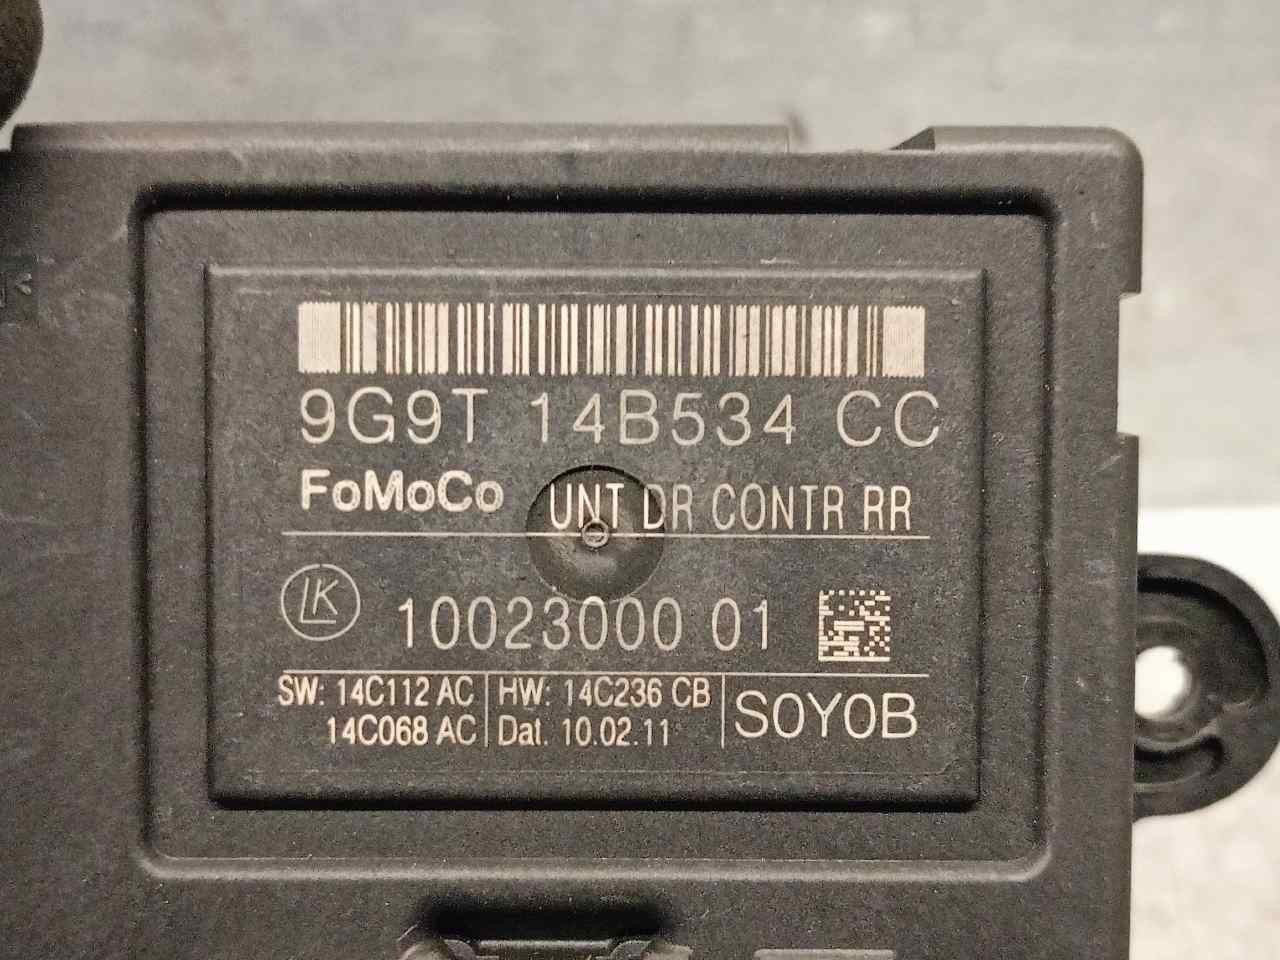 9G9T 14B534 CC
FoMoCo UNT DR CONTR RR
LK 10023000 01
SW: 14C112 AC HW: 14C236 CB S0Y0B
14C068 AC Dat. 10.02.11